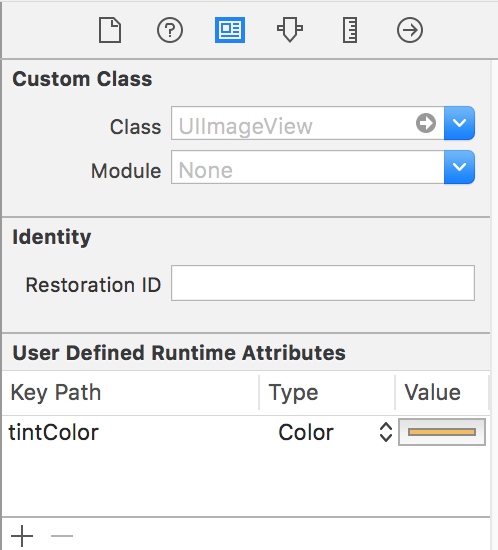 Custom Class
Class UIImageView
Module None
Identity
Restoration ID
User Defined Runtime Attributes
Key Path Type Value
tintColor Color